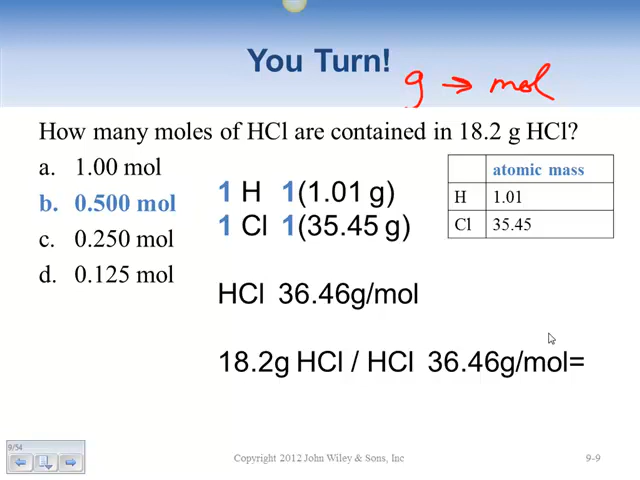 You Turn!
g → mol
How many moles of HCl are contained in 18.2 g HCl?
a. 1.00 mol
b. 0.500 mol
c. 0.250 mol
d. 0.125 mol
1 H 1(1.01 g)
1 Cl 1(35.45 g)
HCl 36.46g/mol
18.2g HCl / HCl 36.46g/mol=
atomic mass
H 1.01
Cl 35.45
9/54
Copyright 2012 John Wiley & Sons, Inc
9-9